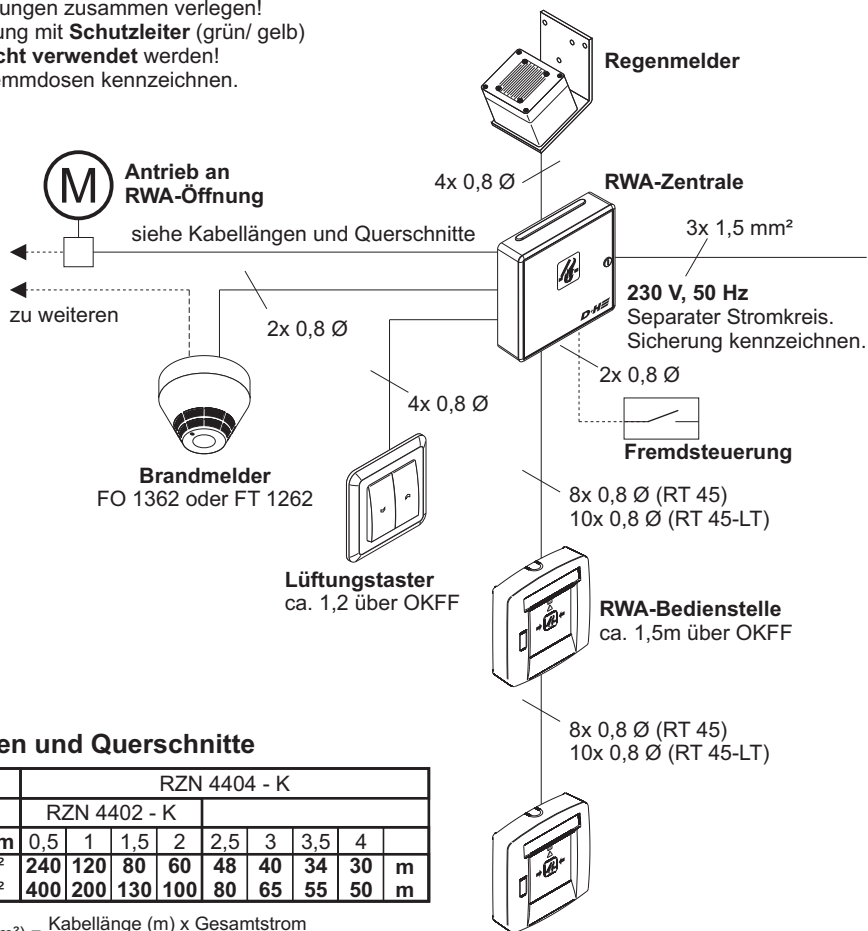 ungen zusammen verlegen!
ung mit Schutzleiter (grün/ gelb)
cht verwendet werden!
emmdosen kennzeichnen.
Regenmelder
M
Antrieb an
RWA-Öffnung
4x 0,8 Ø
RWA-Zentrale
3x 1,5 mm²
siehe Kabellängen und Querschnitte
D+H
230 V, 50 Hz
Separater Stromkreis.
Sicherung kennzeichnen.
zu weiteren
2x 0,8 Ø
2x 0,8 Ø
4x 0,8 Ø
Fremdsteuerung
Brandmelder
FO 1362 oder FT 1262
8x 0,8 Ø (RT 45)
10x 0,8 Ø (RT 45-LT)
Lüftungstaster
ca. 1,2 über OKFF
RWA-Bedienstelle
ca. 1,5m über OKFF
8x 0,8 Ø (RT 45)
10x 0,8 Ø (RT 45-LT)
en und Querschnitte
RZN 4404 - K
RZN 4402 - K
m 0,5 1 1,5 2 2,5 3 3,5 4
² 240 120 80 60 48 40 34 30 m
² 400 200 130 100 80 65 55 50 m
m²) = Kabellänge (m) x Gesamtstrom